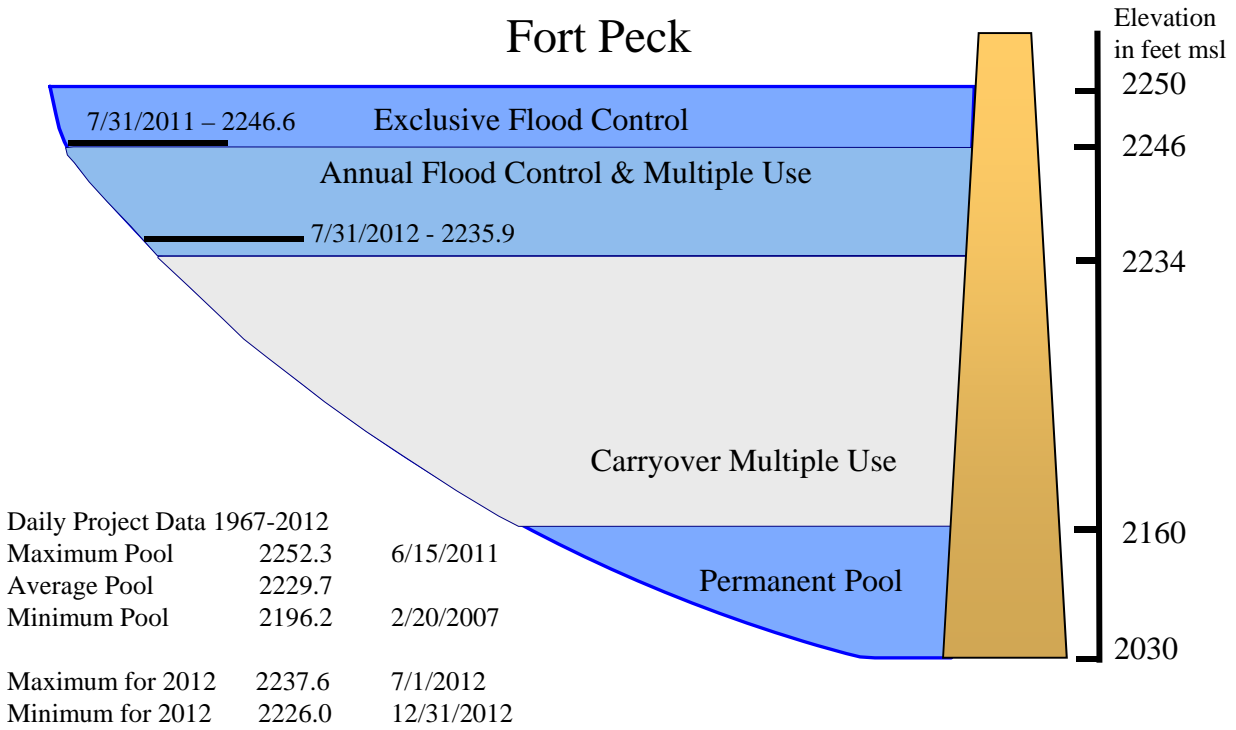 Fort Peck
Elevation
in feet msl
2250
7/31/2011 – 2246.6
Exclusive Flood Control
2246
Annual Flood Control & Multiple Use
7/31/2012 - 2235.9
2234
Carryover Multiple Use
Daily Project Data 1967-2012
2160
Maximum Pool 2252.3 6/15/2011
Average Pool 2229.7
Permanent Pool
Minimum Pool 2196.2 2/20/2007
2030
Maximum for 2012 2237.6 7/1/2012
Minimum for 2012 2226.0 12/31/2012